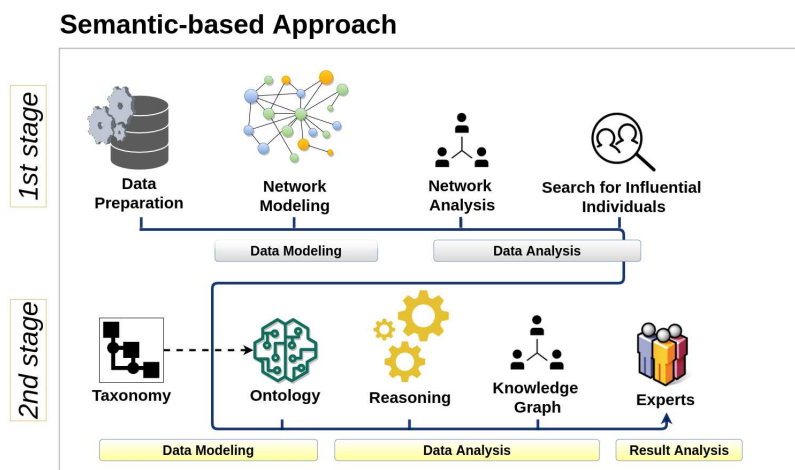 Semantic-based Approach
1st stage
Data
Preparation
Network
Modeling
Network
Analysis
Search for Influential
Individuals
Data Modeling
Data Analysis
2nd stage
Taxonomy
Ontology
Reasoning
Knowledge
Graph
Experts
Data Modeling
Data Analysis
Result Analysis